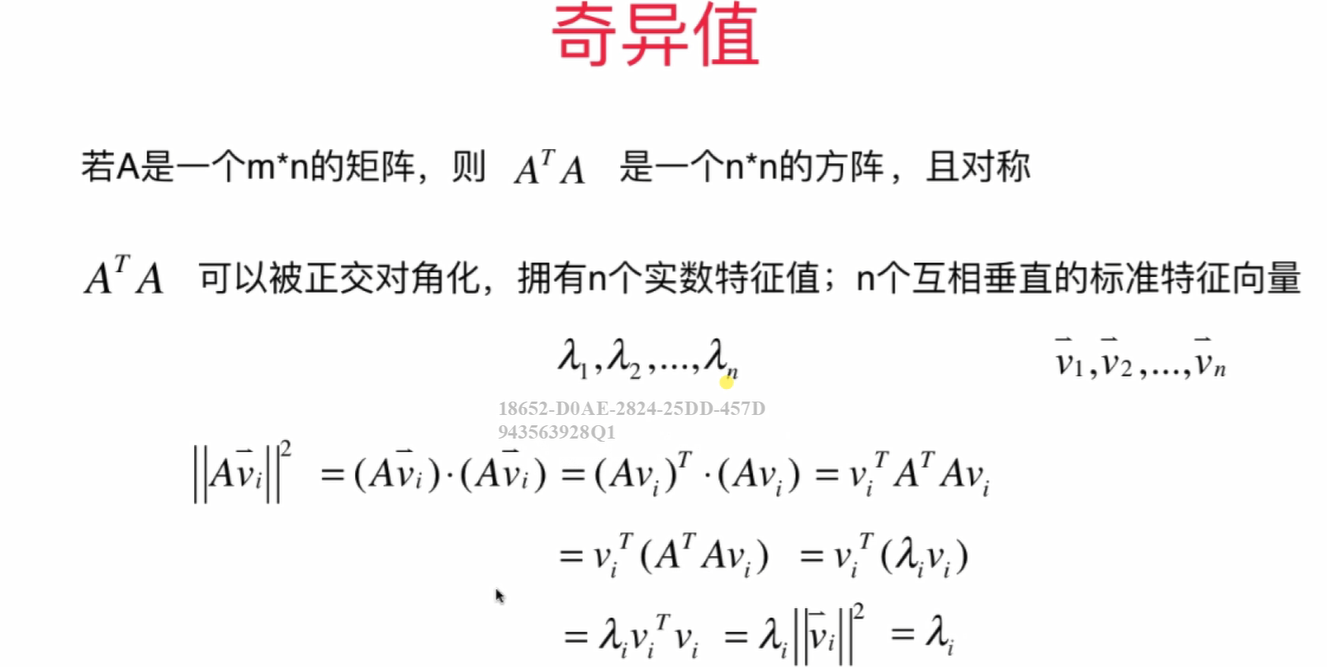 奇异值
若A是一个m*n的矩阵，则 $A^T A$ 是一个n*n的方阵，且对称
$A^T A$ 可以被正交对角化，拥有n个实数特征值；n个互相垂直的标准特征向量
$\lambda_1,\lambda_2,...,\lambda_n$ $\vec{v}_1,\vec{v}_2,...,\vec{v}_n$
18652-D0AE-2824-25DD-457D
943563928Q1
$||A\vec{v}_i||^2 = (A\vec{v}_i)\cdot(A\vec{v}_i) = (Av_i)^T \cdot (Av_i) = v_i^T A^T A v_i$
$= v_i^T (A^T A v_i) = v_i^T (\lambda_i v_i)$
$= \lambda_i v_i^T v_i = \lambda_i ||\vec{v}_i||^2 = \lambda_i$